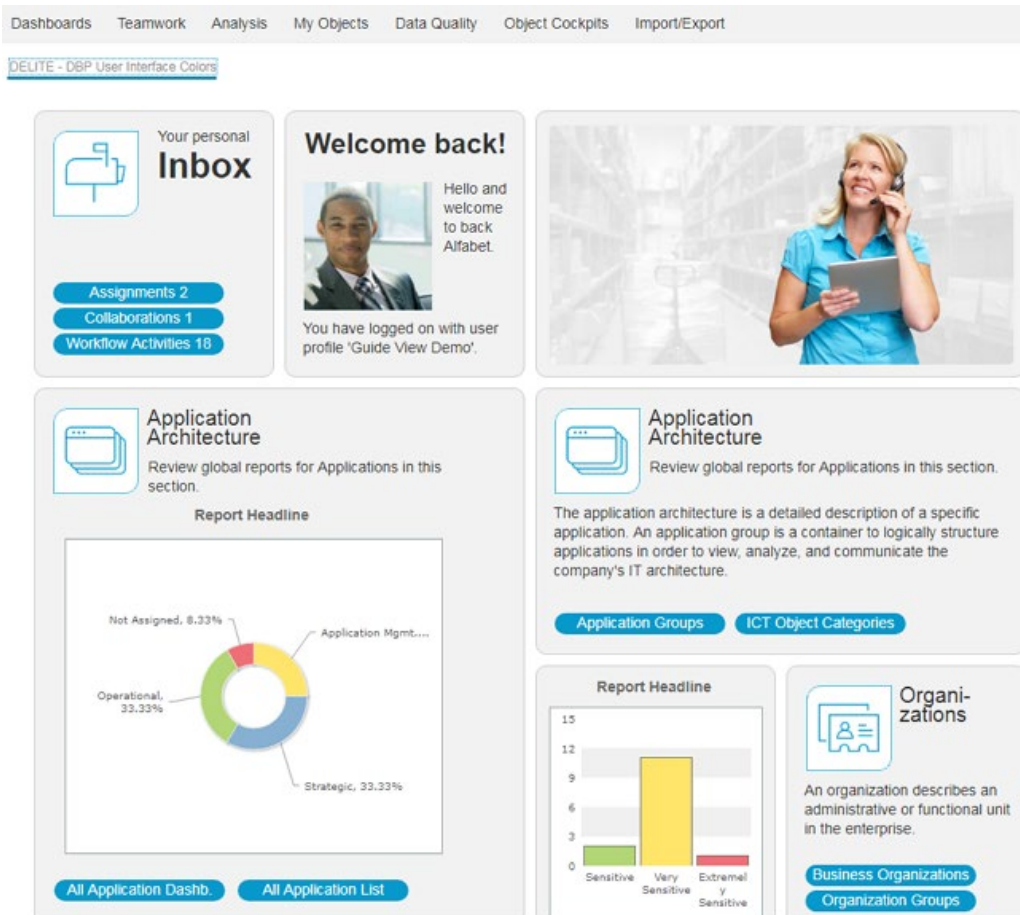 Dashboards Teamwork Analysis My Objects Data Quality Object Cockpits Import/Export
DELITE - DBP User Interface Colors
Your personal
Inbox
Assignments 2
Collaborations 1
Workflow Activities 18
Welcome back!
Hello and
welcome
to back
Alfabet.
You have logged on with user
profile 'Guide View Demo'.
Application
Architecture
Review global reports for Applications in this
section.
Report Headline
Not Assigned, 8.33%
Application Mgmt....
Operational,
33.33%
Strategic, 33.33%
All Application Dashb.
All Application List
Application
Architecture
Review global reports for Applications in this section.
The application architecture is a detailed description of a specific
application. An application group is a container to logically structure
applications in order to view, analyze, and communicate the
company's IT architecture.
Application Groups
ICT Object Categories
Report Headline
15
12
9
6
3
0
Sensitive
Very
Sensitive
Extremel
y
Sensitive
Organi-
zations
An organization describes an
administrative or functional unit
in the enterprise.
Business Organizations
Organization Groups